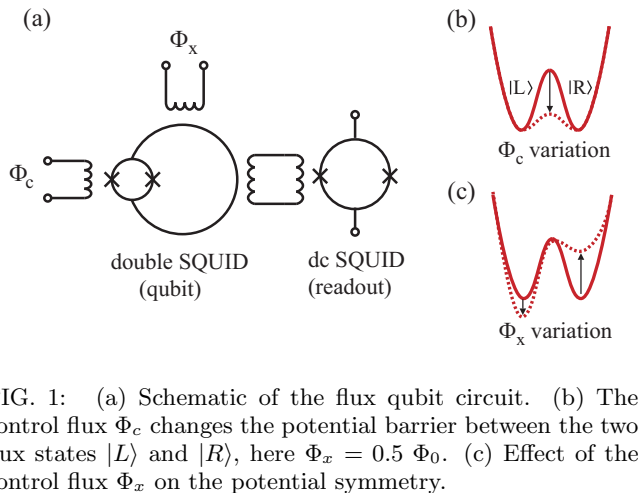 (a)
Φx
Φc
double SQUID
(qubit)
dc SQUID
(readout)
(b)
|L⟩ |R⟩
Φc variation
(c)
Φx variation
IG. 1: (a) Schematic of the flux qubit circuit. (b) The
ontrol flux Φc changes the potential barrier between the two
ux states |L⟩ and |R⟩, here Φx = 0.5 Φ0. (c) Effect of the
ontrol flux Φx on the potential symmetry.